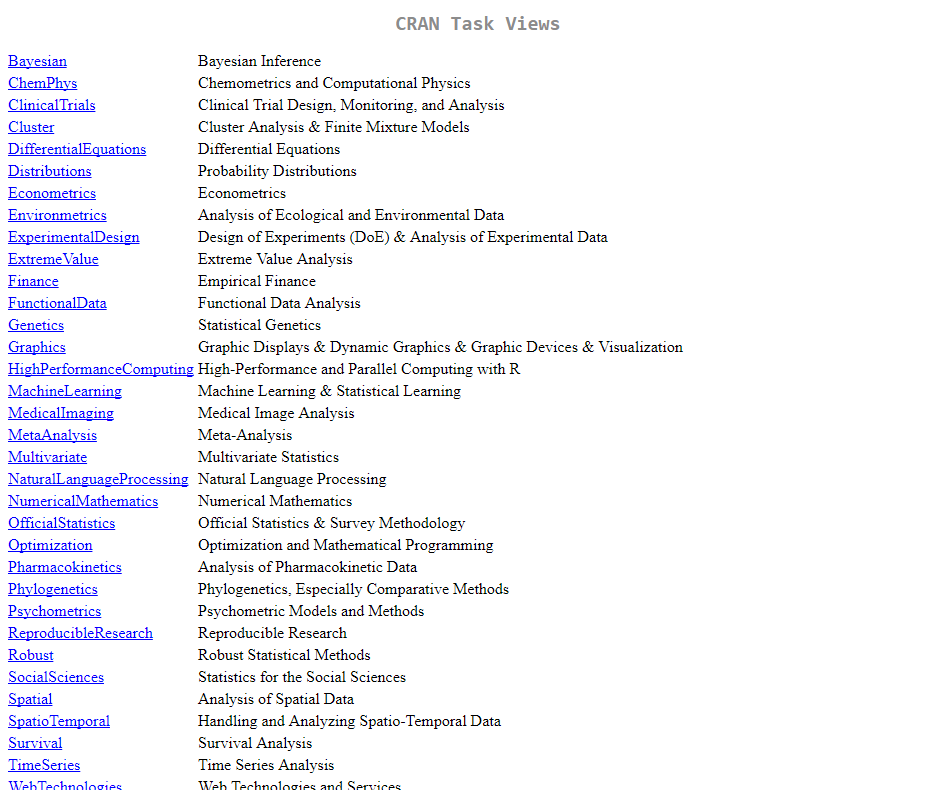 CRAN Task Views
Bayesian Bayesian Inference
ChemPhys Chemometrics and Computational Physics
ClinicalTrials Clinical Trial Design, Monitoring, and Analysis
Cluster Cluster Analysis & Finite Mixture Models
DifferentialEquations Differential Equations
Distributions Probability Distributions
Econometrics Econometrics
Environmetrics Analysis of Ecological and Environmental Data
ExperimentalDesign Design of Experiments (DoE) & Analysis of Experimental Data
ExtremeValue Extreme Value Analysis
Finance Empirical Finance
FunctionalData Functional Data Analysis
Genetics Statistical Genetics
Graphics Graphic Displays & Dynamic Graphics & Graphic Devices & Visualization
HighPerformanceComputing High-Performance and Parallel Computing with R
MachineLearning Machine Learning & Statistical Learning
MedicalImaging Medical Image Analysis
MetaAnalysis Meta-Analysis
Multivariate Multivariate Statistics
NaturalLanguageProcessing Natural Language Processing
NumericalMathematics Numerical Mathematics
OfficialStatistics Official Statistics & Survey Methodology
Optimization Optimization and Mathematical Programming
Pharmacokinetics Analysis of Pharmacokinetic Data
Phylogenetics Phylogenetics, Especially Comparative Methods
Psychometrics Psychometric Models and Methods
ReproducibleResearch Reproducible Research
Robust Robust Statistical Methods
SocialSciences Statistics for the Social Sciences
Spatial Analysis of Spatial Data
SpatioTemporal Handling and Analyzing Spatio-Temporal Data
Survival Survival Analysis
TimeSeries Time Series Analysis
WebTechnologies Web Technologies and Services